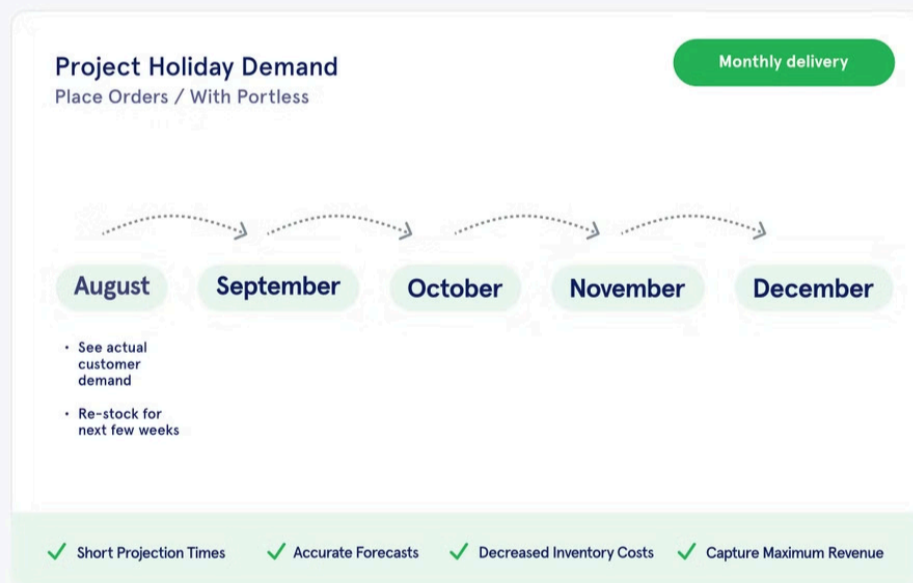 Project Holiday Demand
Monthly delivery
Place Orders / With Portless
August
September
October
November
December
• See actual
customer
demand
• Re-stock for
next few weeks
Short Projection Times
Accurate Forecasts
Decreased Inventory Costs
Capture Maximum Revenue